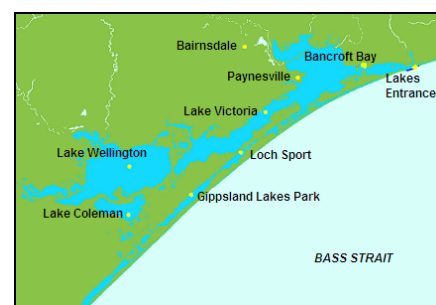 Bairnsdale
Bancroft Bay
Paynesville
Lakes
Entrance
Lake Victoria
Lake Wellington
Loch Sport
Gippsland Lakes Park
Lake Coleman
BASS STRAIT